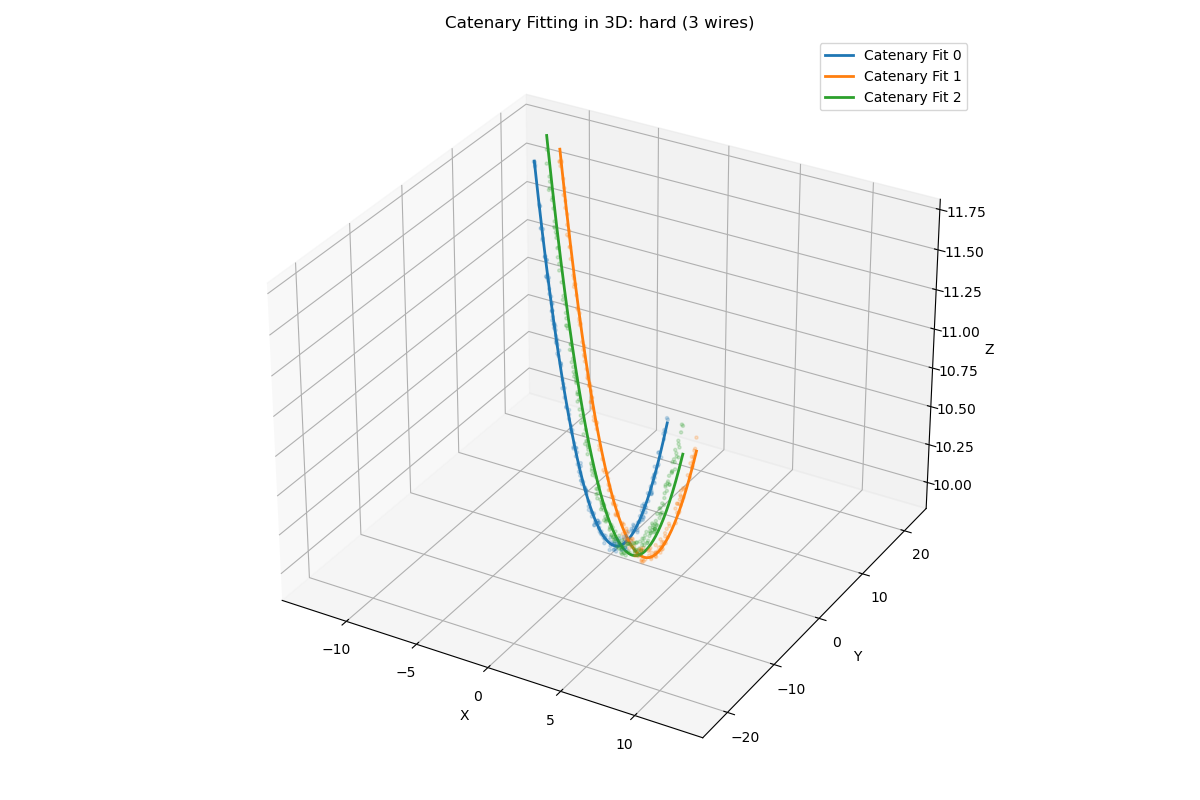 Catenary Fitting in 3D: hard (3 wires)
Catenary Fit 0
Catenary Fit 1
Catenary Fit 2
11.75
11.50
11.25
11.00
Z
10.75
10.50
10.25
10.00
20
10
0
Y
−10
−20
−10
−5
0
X
5
10